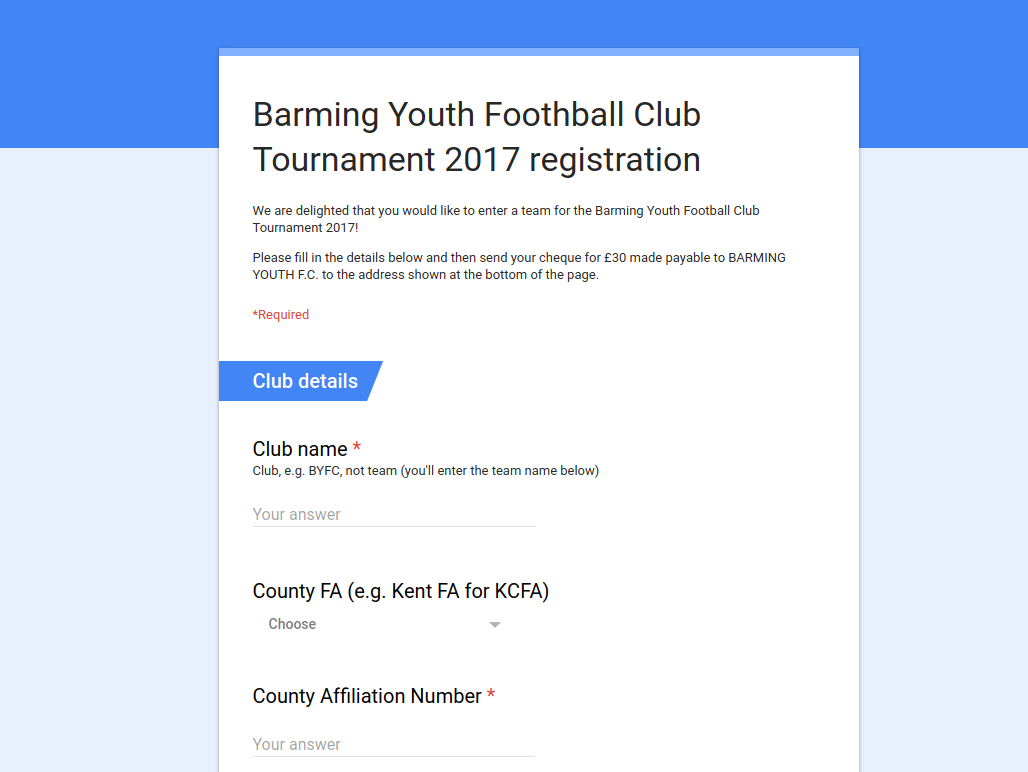 Barming Youth Foothball Club
Tournament 2017 registration
We are delighted that you would like to enter a team for the Barming Youth Football Club
Tournament 2017!
Please fill in the details below and then send your cheque for £30 made payable to BARMING
YOUTH F.C. to the address shown at the bottom of the page.
*Required
Club details
Club name *
Club, e.g. BYFC, not team (you'll enter the team name below)
Your answer
County FA (e.g. Kent FA for KCFA)
Choose
County Affiliation Number *
Your answer